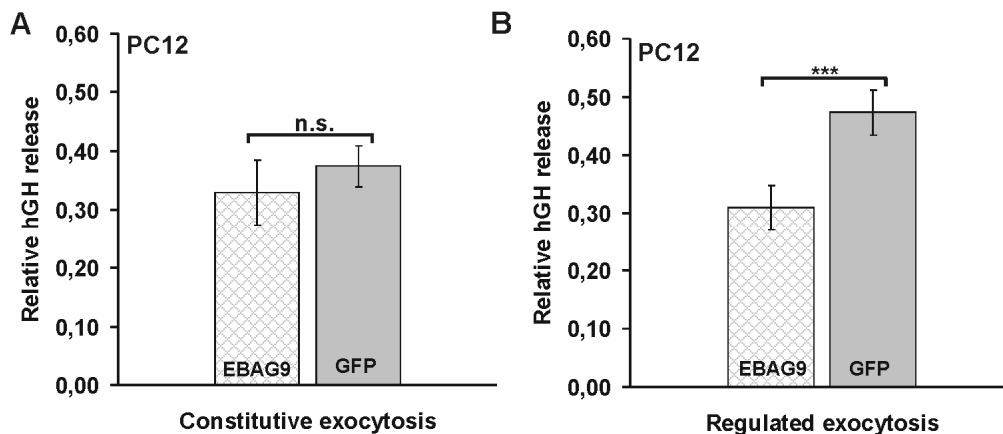 A
PC12
0,60
0,50
0,40
0,30
0,20
0,10
0,00
Relative hGH release
n.s.
EBAG9
GFP
Constitutive exocytosis
B
PC12
0,60
0,50
0,40
0,30
0,20
0,10
0,00
Relative hGH release
***
EBAG9
GFP
Regulated exocytosis